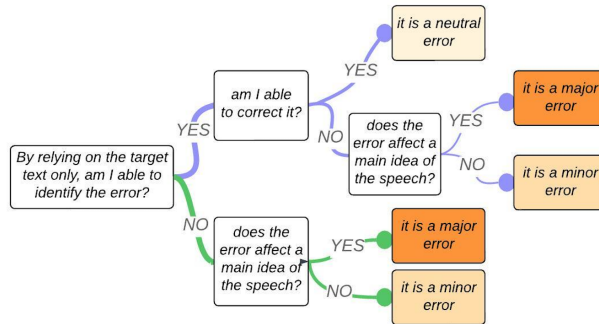 it is a neutral
error
YES
am I able
to correct it?
it is a major
error
YES
YES
NO
does the
error affect a
main idea of
the speech?
By relying on the target
text only, am I able to
identify the error?
NO
it is a minor
error
NO
does the
error affect a
main idea of
the speech?
YES
it is a major
error
NO
it is a minor
error